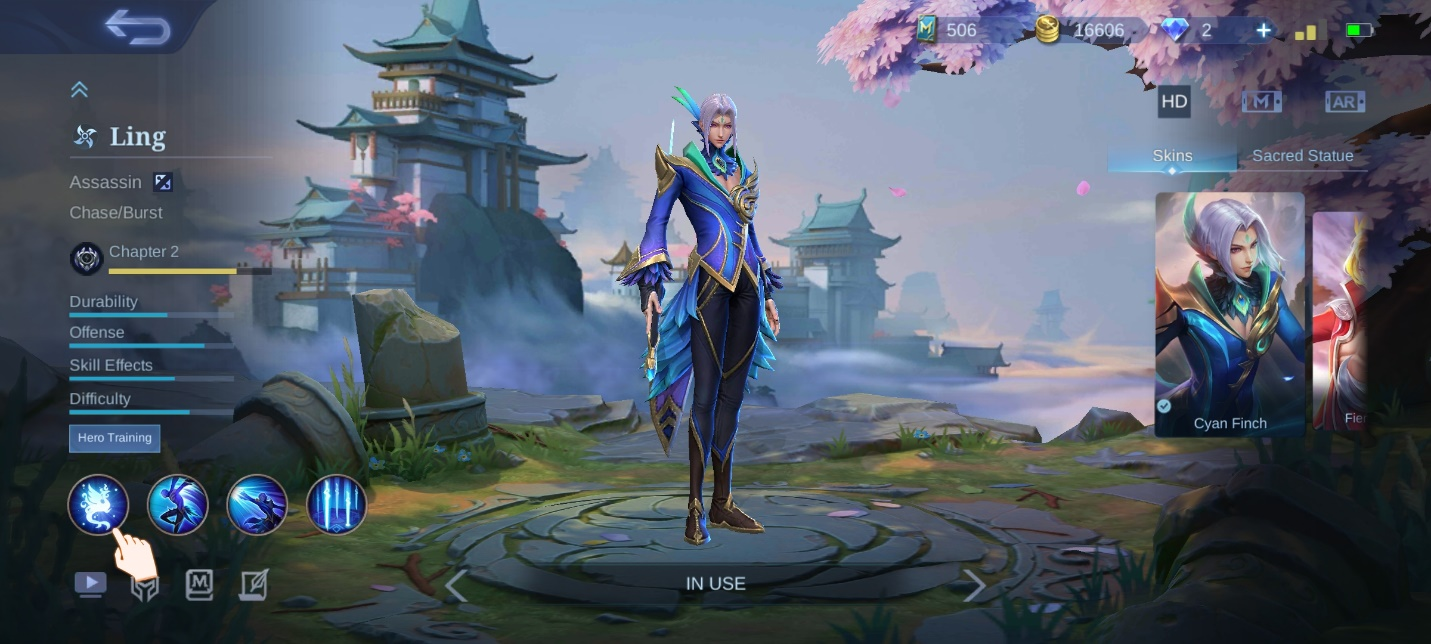 506 16606 2
HD M AR
Ling
Assassin
Chase/Burst
Chapter 2
Durability
Offense
Skill Effects
Difficulty
Hero Training
Skins Sacred Statue
Cyan Finch
IN USE
M